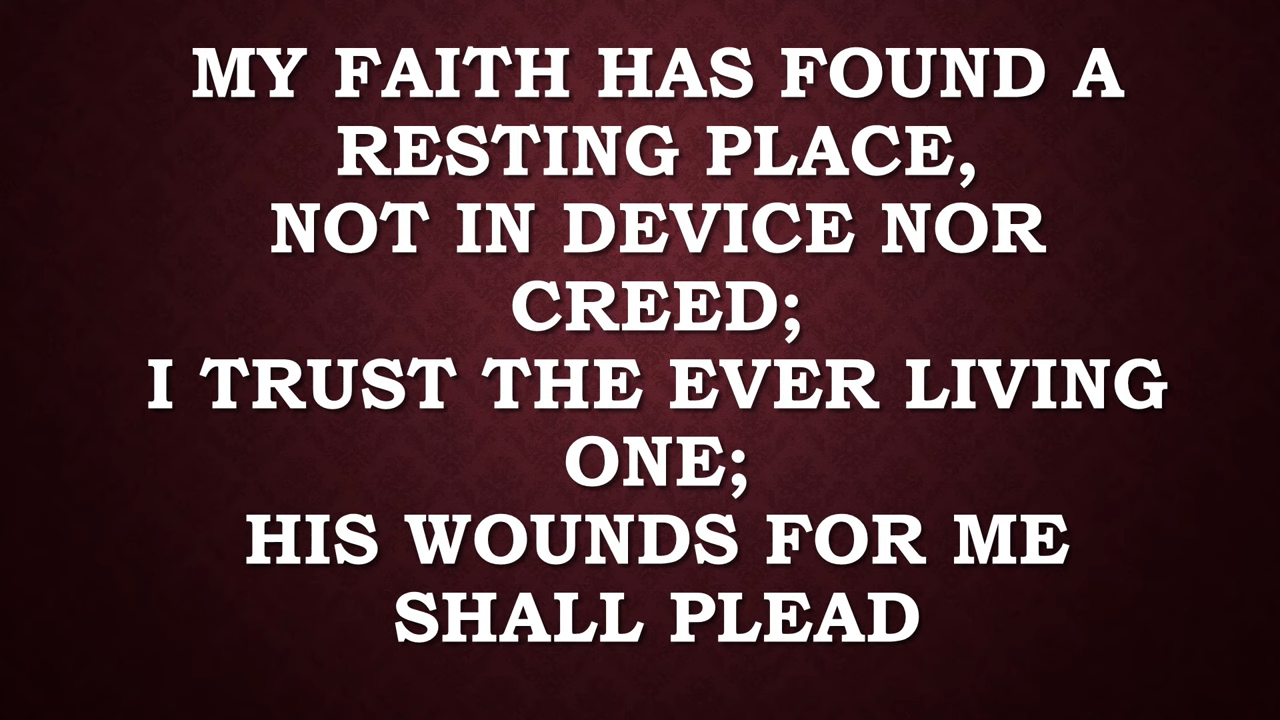 MY FAITH HAS FOUND A
RESTING PLACE,
NOT IN DEVICE NOR
CREED;
I TRUST THE EVER LIVING
ONE;
HIS WOUNDS FOR ME
SHALL PLEAD